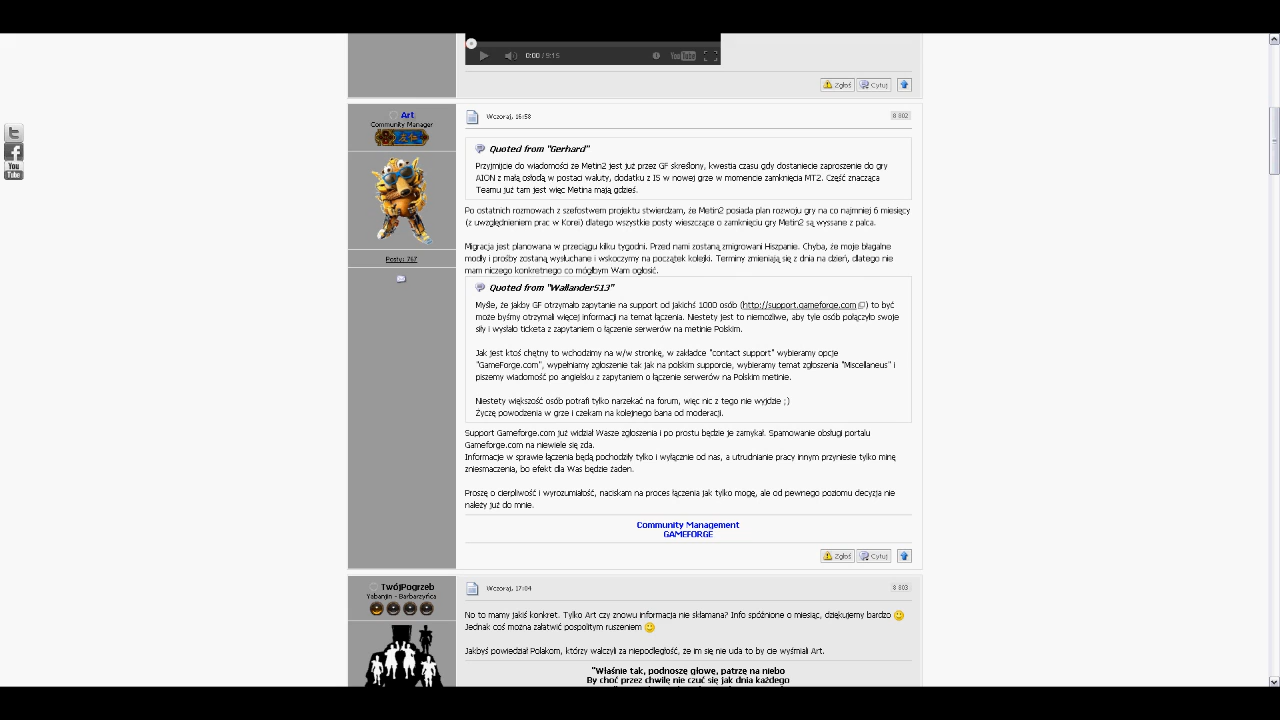 0:00 / 9:15
YouTube
Zgłoś
Cytuj
Art
Community Manager
Posty: 767
Wczoraj, 16:58
8 002
Quoted from "Gerhard"
Przyjmijcie do wiadomości że Metin2 jest już przez GF skreślony, kwestia czasu gdy dostaniecie zaproszenie do gry
AION z małą osłodą w postaci waluty, dodatku z IS w nowej grze w momencie zamknięcia MT2. Część znacząca
Teamu już tam jest więc Metina mają gdzieś.
Po ostatnich rozmowach z szefostwem projektu stwierdzam, że Metin2 posiada plan rozwoju gry na co najmniej 6 miesięcy
(z uwzględnieniem prac w Korei) dlatego wszystkie posty wieszczące o zamknięciu gry Metin2 są wyssane z palca.
Migracja jest planowana w przeciągu kilku tygodni. Przed nami zostaną zmigrowani Hiszpanie. Chyba, że moje błagalne
modły i prośby zostaną wysłuchane i wskoczymy na początek kolejki. Terminy zmieniają się z dnia na dzień, dlatego nie
mam niczego konkretnego co mógłbym Wam ogłosić.
Quoted from "Wallander513"
Myśle, że jakby GF otrzymało zapytanie na support od jakichś 1000 osób (http://support.gameforge.com ) to być
może byśmy otrzymali więcej informacji na temat łączenia. Niestety jest to niemożliwe, aby tyle osób połączyło swoje
siły i wysłało ticketa z zapytaniem o łączenie serwerów na metinie Polskim.
Jak jest ktoś chętny to wchodzimy na w/w stronkę, w zakładce "contact support" wybieramy opcje
"GameForge.com", wypełniamy zgłoszenie tak jak na polskim supporcie, wybieramy temat zgłoszenia "Miscellaneus" i
piszemy wiadomość po angielsku z zapytaniem o łączenie serwerów na Polskim metinie.
Niestety większość osób potrafi tylko narzekać na forum, więc nic z tego nie wyjdzie ;)
Życzę powodzenia w grze i czekam na kolejnego bana od moderacji.
Support Gameforge.com już widział Wasze zgłoszenia i po prostu będzie je zamykał. Spamowanie obsługi portalu
Gameforge.com na niewiele się zda.
Informacje w sprawie łączenia będą pochodziły tylko i wyłącznie od nas, a utrudnianie pracy innym przyniesie tylko minę
zniesmaczenia, bo efekt dla Was będzie żaden.
Proszę o cierpliwość i wyrozumiałość, naciskam na proces łączenia jak tylko mogę, ale od pewnego poziomu decyzja nie
należy już do mnie.
Community Management
GAMEFORGE
Zgłoś
Cytuj
TwójPogrzeb
Yabanjin - Barbarzyńca
Wczoraj, 17:04
8 003
No to mamy jakiś konkret. Tylko Art czy znowu informacja nie skłamana? Info spóźnione o miesiąc, dziękujemy bardzo
Jednak coś można załatwić pospolitym ruszeniem
Jakbyś powiedział Polakom, którzy walczyli za niepodległość, że im się nie uda to by cie wyśmiali Art.
"Właśnie tak, podnoszę głowę, patrzę na niebo
By choć przez chwilę nie czuć się jak dnia każdego
You
Tube